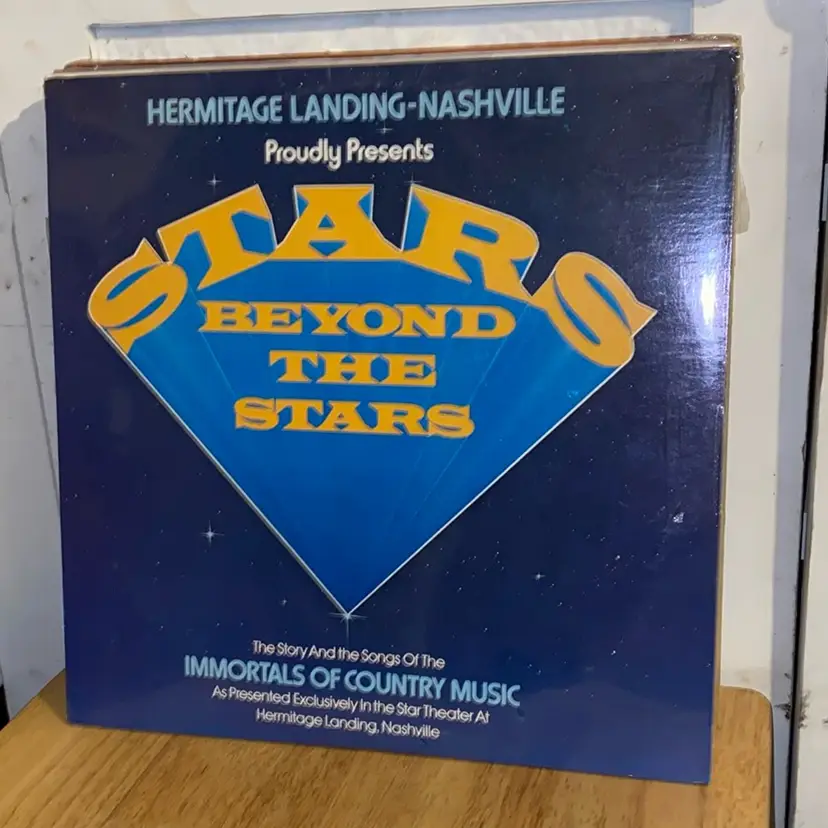 HERMITAGE LANDING-NASHVILLE
Proudly Presents
STARS
BEYOND
THE
STARS
The Story And the Songs Of The
IMMORTALS OF COUNTRY MUSIC
As Presented Exclusively In the Star Theater At
Hermitage Landing, Nashville